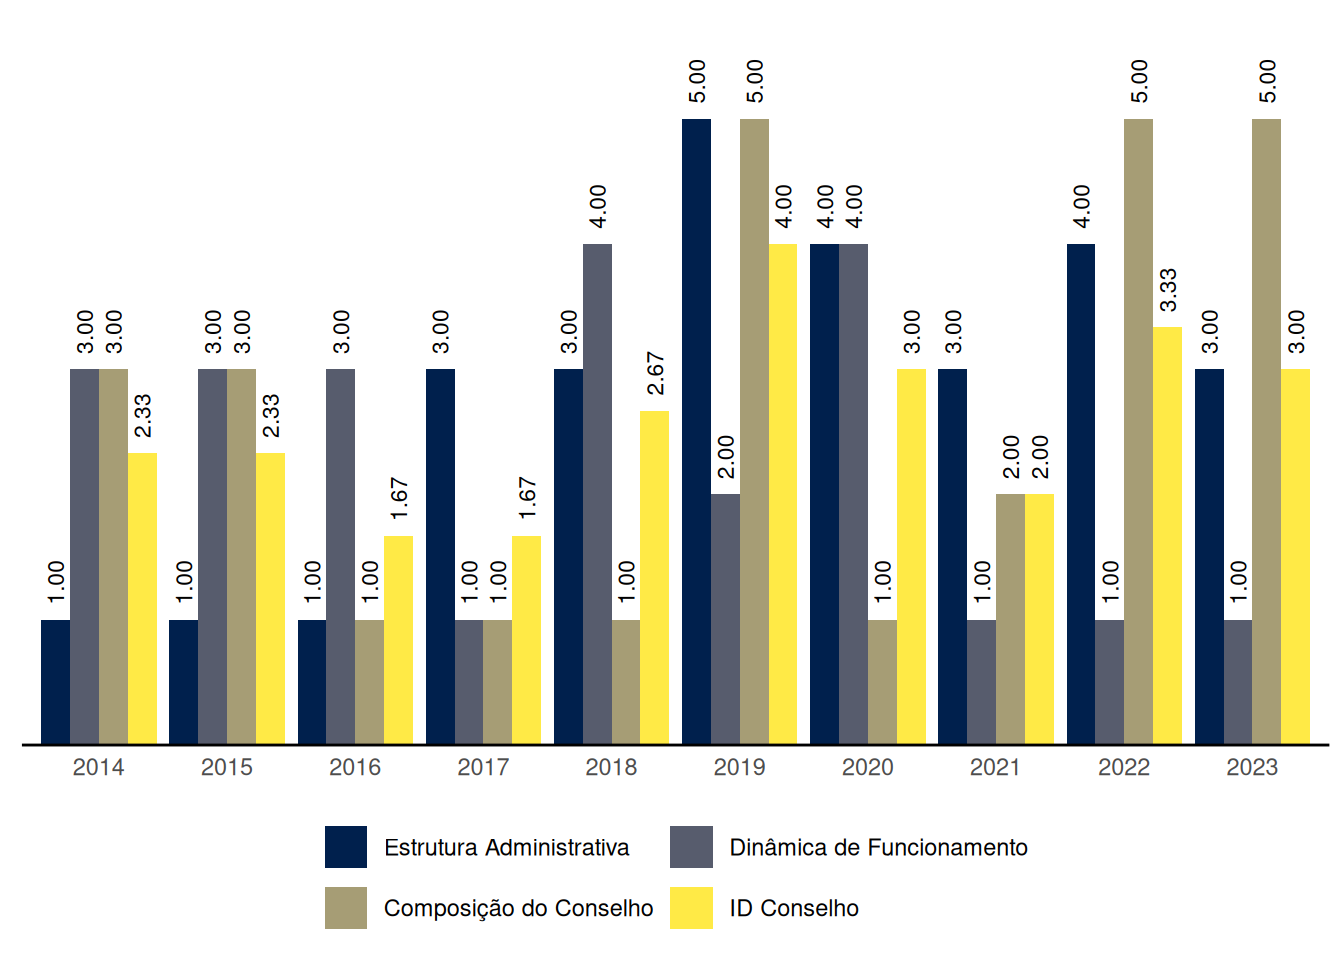 5.00 5.00 5.00 5.00
4.00 4.00 4.00 4.00 4.00
3.33
3.00 3.00 3.00 3.00 3.00 3.00 3.00 3.00 3.00 3.00 3.00
2.67
2.33 2.33 2.00 2.00 2.00
1.67 1.67
1.00 1.00 1.00 1.00 1.00 1.00 1.00 1.00 1.00 1.00 1.00
2014 2015 2016 2017 2018 2019 2020 2021 2022 2023
Estrutura Administrativa Dinâmica de Funcionamento
Composição do Conselho ID Conselho